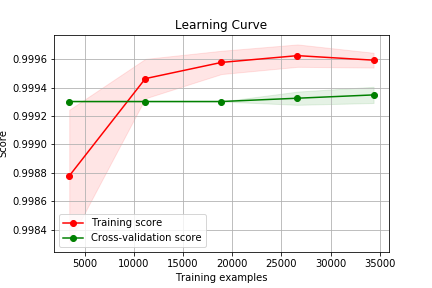 Learning Curve
0.9996
0.9994
0.9992
0.9990
0.9988
0.9986
0.9984
Score
Training score
Cross-validation score
5000 10000 15000 20000 25000 30000 35000
Training examples